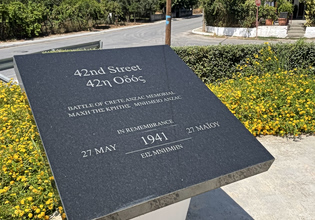 42nd Street
42η Οδός
BATTLE OF CRETE ANZAC MEMORIAL
ΜΑΧΗ ΤΗΣ ΚΡΗΤΗΣ ΜΝΗΜΕΙΟ ANZAC
IN REMEMBRANCE
27 MAY 1941 27 ΜΑΪΟΥ
ΕΙΣ ΜΝΗΜΗΝ